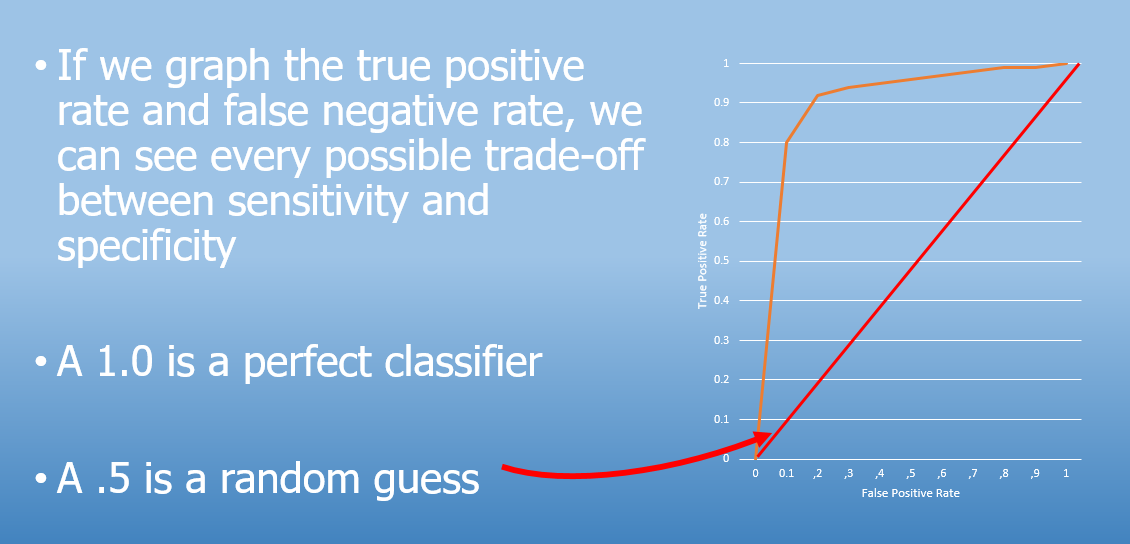 • If we graph the true positive
rate and false negative rate, we
can see every possible trade-off
between sensitivity and
specificity
• A 1.0 is a perfect classifier
• A .5 is a random guess
True Positive Rate
1
0.9
0.8
0.7
0.6
0.5
0.4
0.3
0.2
0.1
0
0 0.1 ,2 ,3 ,4 ,5 ,6 ,7 ,8 ,9 1
False Positive Rate